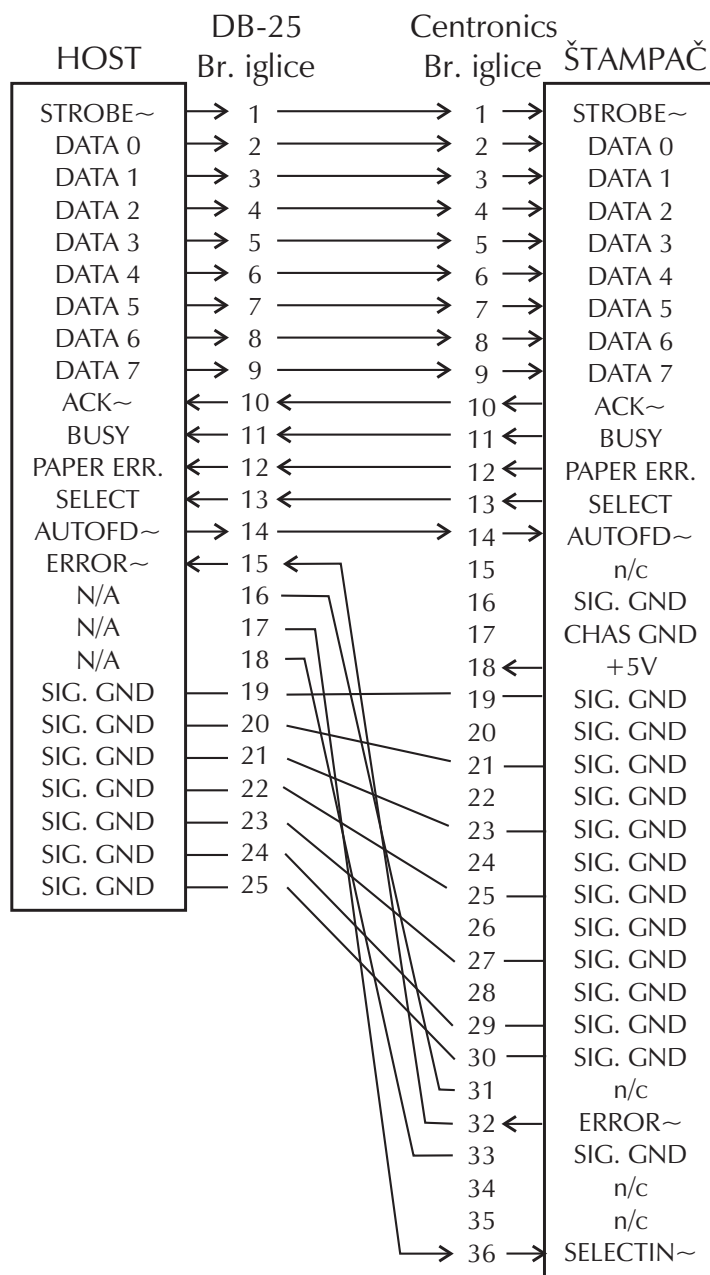 DB-25 Centronics
HOST Br. iglice Br. iglice ŠTAMPAČ
STROBE~ 1 1 STROBE~
DATA 0 2 2 DATA 0
DATA 1 3 3 DATA 1
DATA 2 4 4 DATA 2
DATA 3 5 5 DATA 3
DATA 4 6 6 DATA 4
DATA 5 7 7 DATA 5
DATA 6 8 8 DATA 6
DATA 7 9 9 DATA 7
ACK~ 10 10 ACK~
BUSY 11 11 BUSY
PAPER ERR. 12 12 PAPER ERR.
SELECT 13 13 SELECT
AUTOFD~ 14 14 AUTOFD~
ERROR~ 15 15 n/c
N/A 16 16 SIG. GND
N/A 17 17 CHAS GND
N/A 18 18 +5V
SIG. GND 19 19 SIG. GND
SIG. GND 20 20 SIG. GND
SIG. GND 21 21 SIG. GND
SIG. GND 22 22 SIG. GND
SIG. GND 23 23 SIG. GND
SIG. GND 24 24 SIG. GND
SIG. GND 25 25 SIG. GND
26 SIG. GND
27 SIG. GND
28 SIG. GND
29 SIG. GND
30 SIG. GND
31 n/c
32 ERROR~
33 SIG. GND
34 n/c
35 n/c
36 SELECTIN~